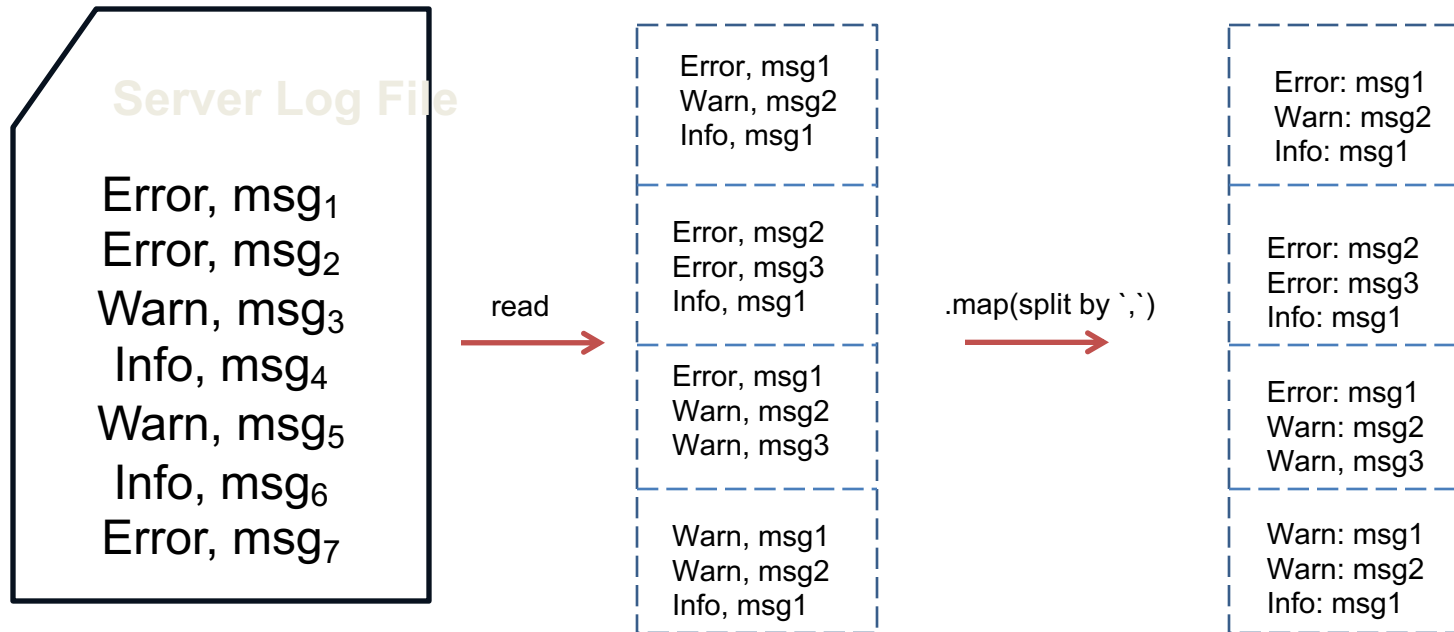 Server Log File
Error, msg₁
Error, msg₂
Warn, msg₃
Info, msg₄
Warn, msg₅
Info, msg₆
Error, msg₇
read
Error, msg1
Warn, msg2
Info, msg1
Error, msg2
Error, msg3
Info, msg1
Error, msg1
Warn, msg2
Warn, msg3
Warn, msg1
Warn, msg2
Info, msg1
.map(split by `,`)
Error: msg1
Warn: msg2
Info: msg1
Error: msg2
Error: msg3
Info: msg1
Error: msg1
Warn: msg2
Warn, msg3
Warn: msg1
Warn: msg2
Info: msg1